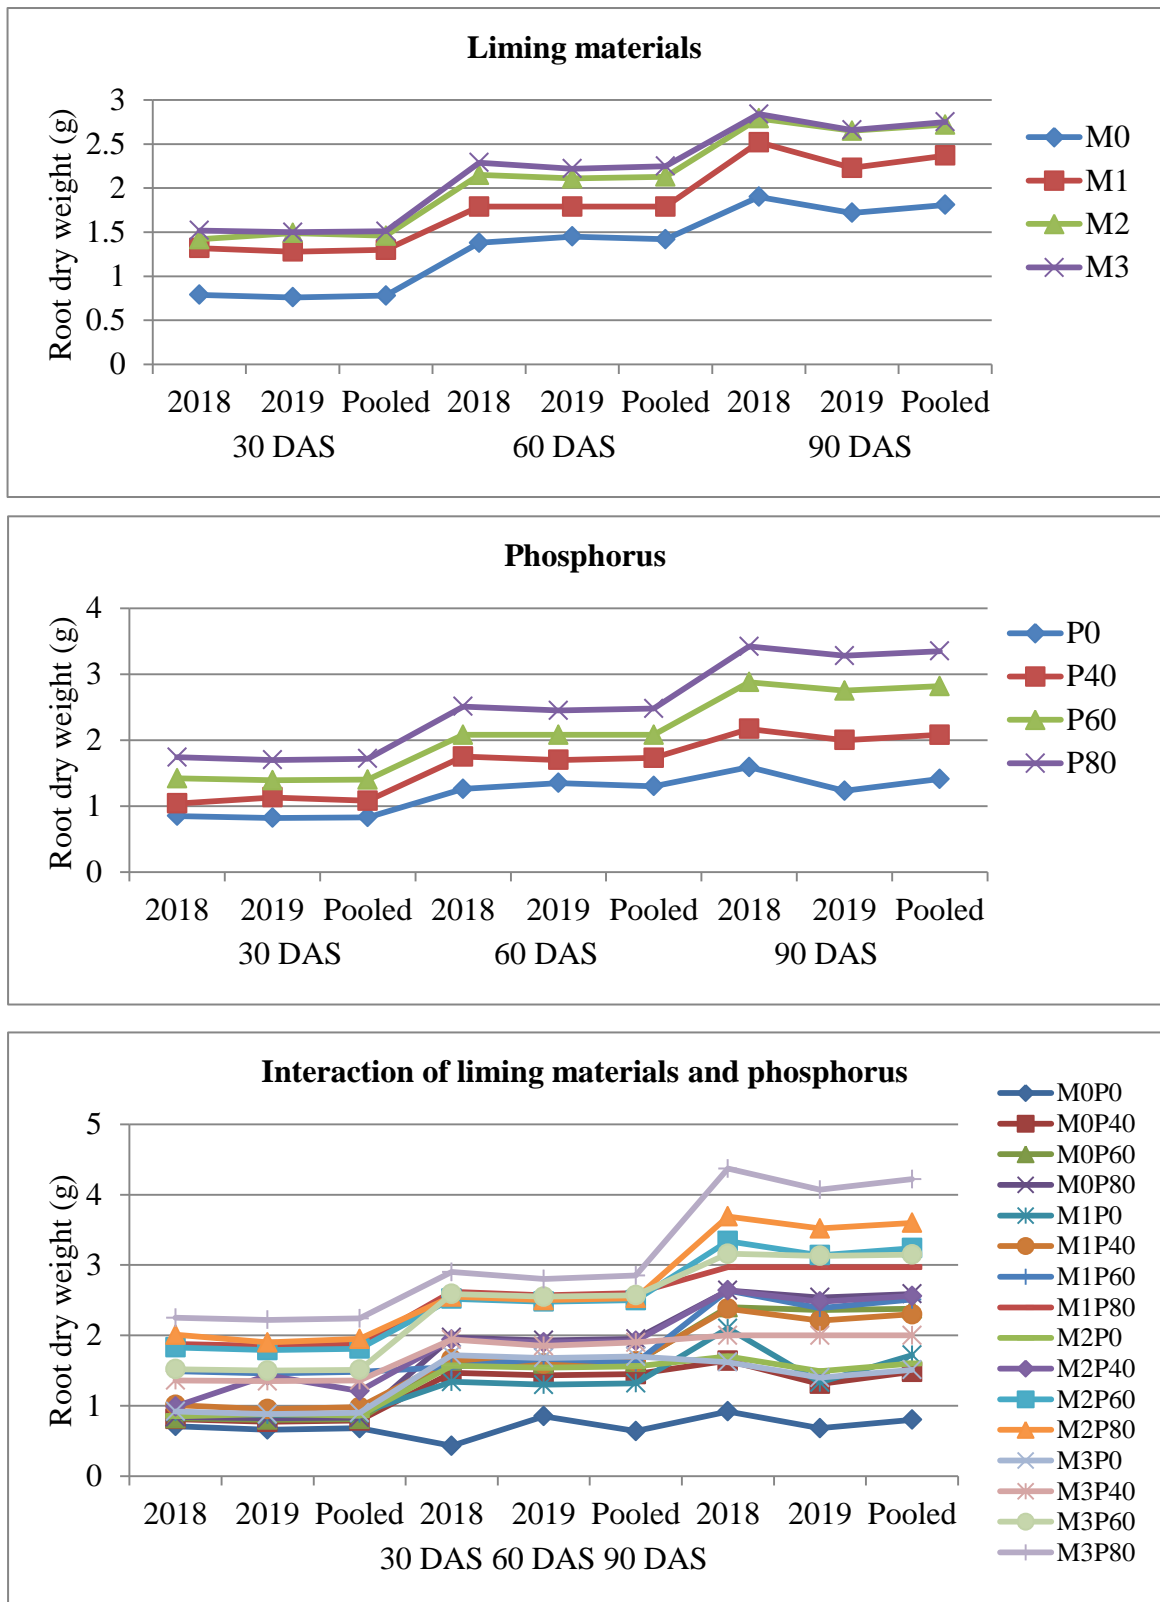 Liming materials
Root dry weight (g)
3
2.5
2
1.5
1
0.5
0
2018 2019 Pooled 2018 2019 Pooled 2018 2019 Pooled
30 DAS 60 DAS 90 DAS
M0
M1
M2
M3
Phosphorus
Root dry weight (g)
4
3
2
1
0
2018 2019 Pooled 2018 2019 Pooled 2018 2019 Pooled
30 DAS 60 DAS 90 DAS
P0
P40
P60
P80
Interaction of liming materials and phosphorus
Root dry weight (g)
5
4
3
2
1
0
2018 2019 Pooled 2018 2019 Pooled 2018 2019 Pooled
30 DAS 60 DAS 90 DAS
M0P0
M0P40
M0P60
M0P80
M1P0
M1P40
M1P60
M1P80
M2P0
M2P40
M2P60
M2P80
M3P0
M3P40
M3P60
M3P80